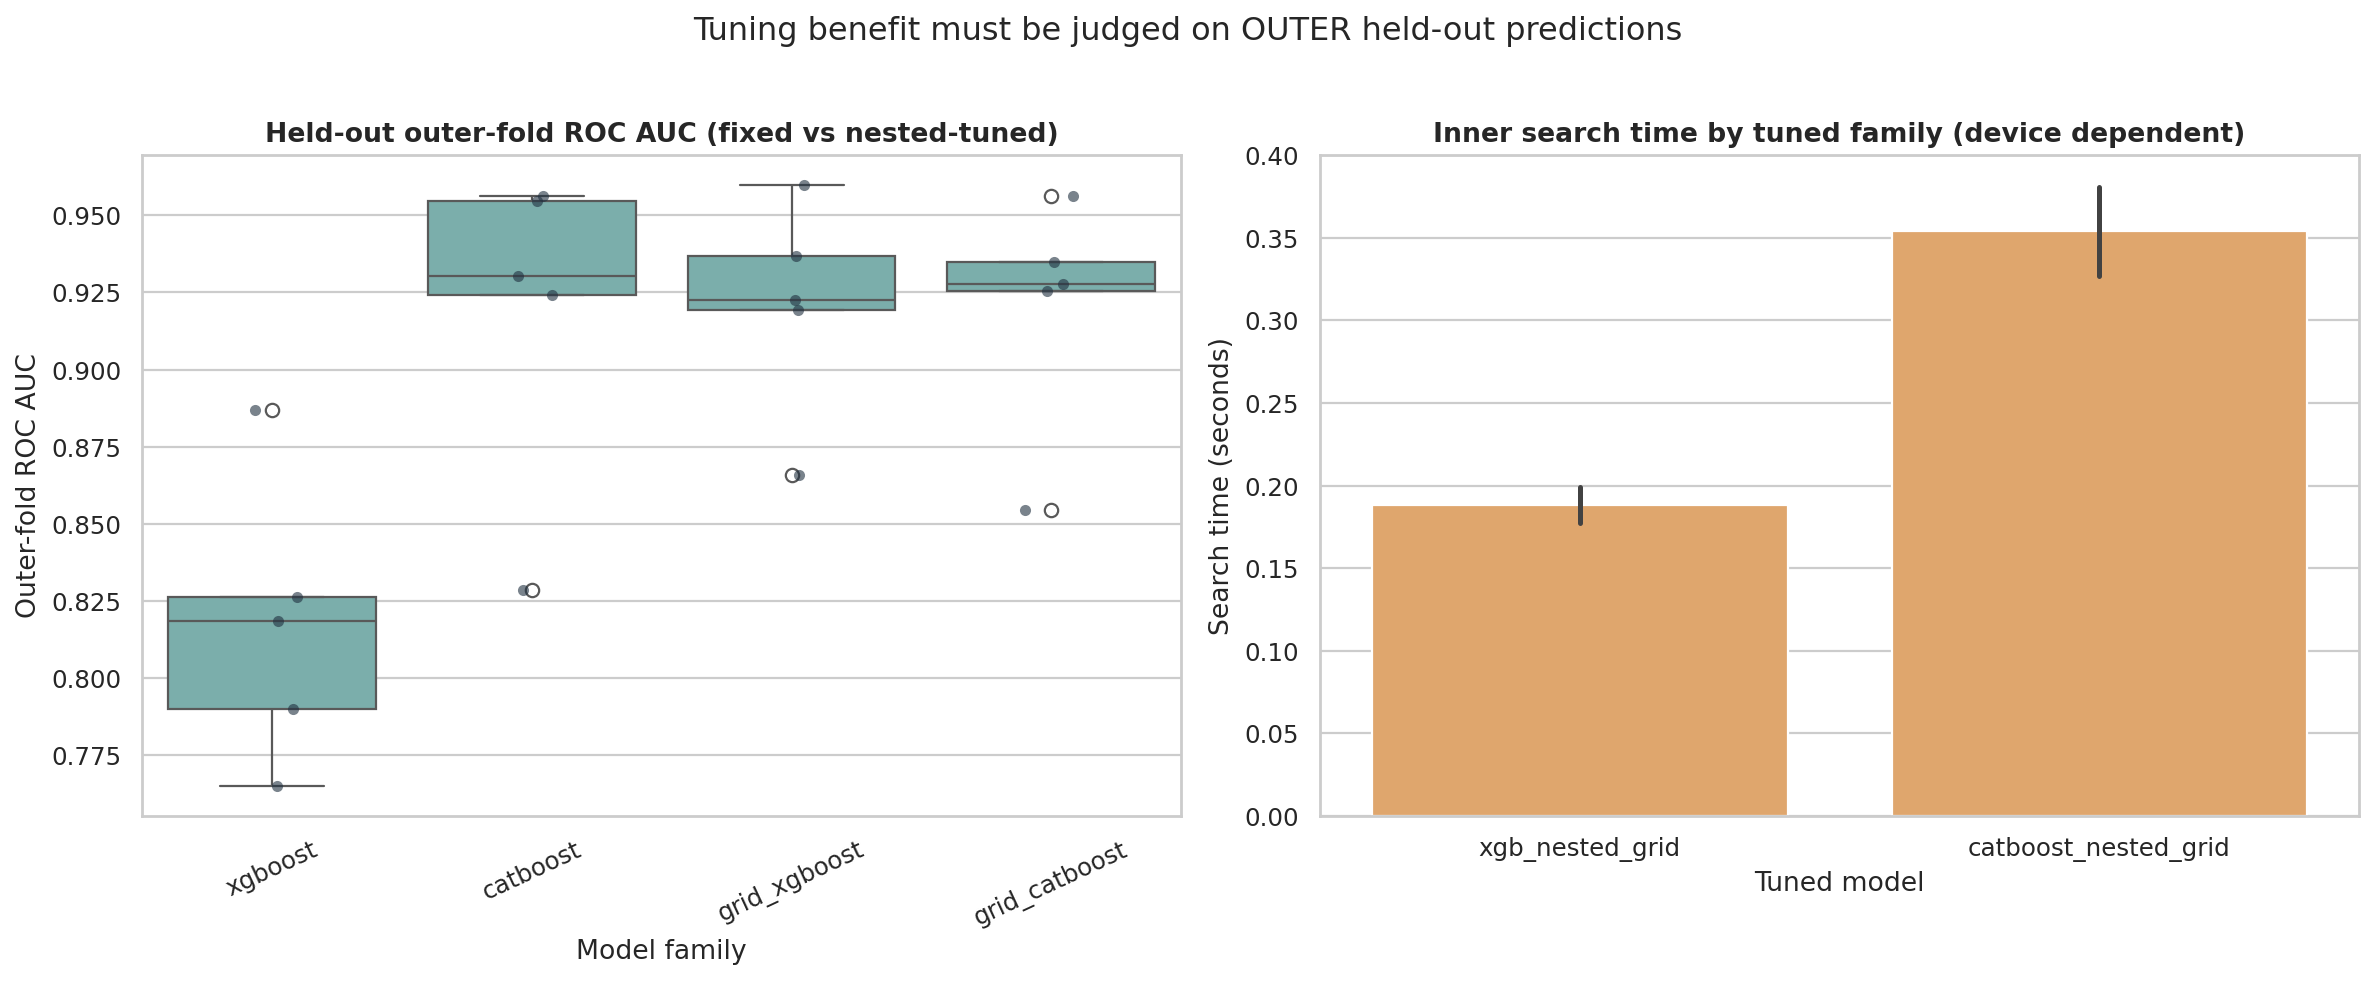 Tuning benefit must be judged on OUTER held-out predictions
Held-out outer-fold ROC AUC (fixed vs nested-tuned)
Outer-fold ROC AUC
0.950
0.925
0.900
0.875
0.850
0.825
0.800
0.775
xgboost
catboost
grid_xgboost
grid_catboost
Model family
Inner search time by tuned family (device dependent)
Search time (seconds)
0.40
0.35
0.30
0.25
0.20
0.15
0.10
0.05
0.00
xgb_nested_grid
catboost_nested_grid
Tuned model